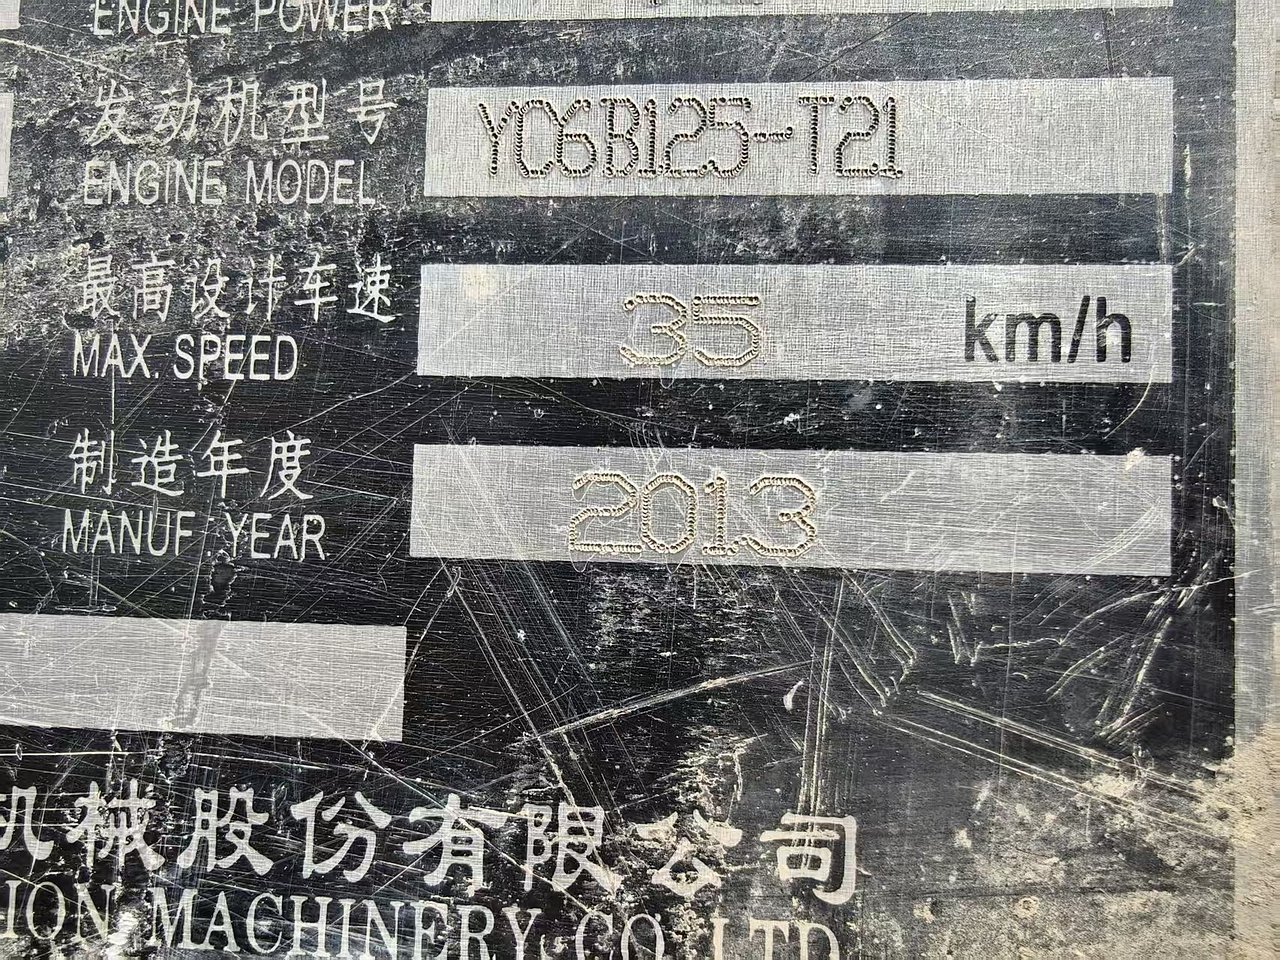 ENGINE POWER
发动机型号
ENGINE MODEL
YC6B125-T21
最高设计车速
MAX. SPEED
35 km/h
制造年度
MANUF. YEAR
2013
机械股份有限公司
ION MACHINERY CO. LTD